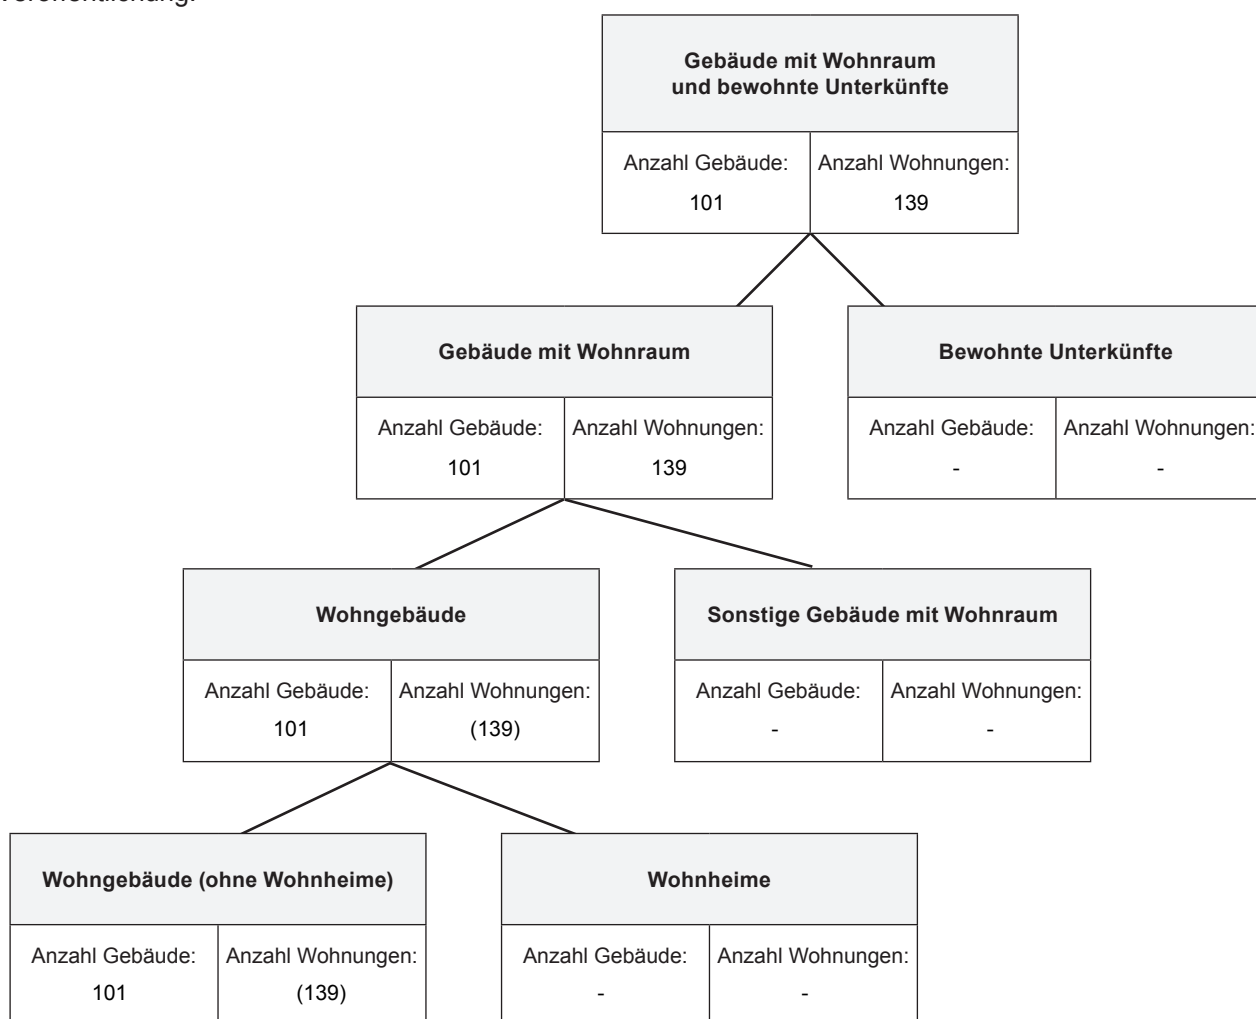 Veröffentlichung.
Gebäude mit Wohnraum
und bewohnte Unterkünfte
Anzahl Gebäude: Anzahl Wohnungen:
101 139
Gebäude mit Wohnraum
Anzahl Gebäude: Anzahl Wohnungen:
101 139
Bewohnte Unterkünfte
Anzahl Gebäude: Anzahl Wohnungen:
- -
Wohngebäude
Anzahl Gebäude: Anzahl Wohnungen:
101 (139)
Sonstige Gebäude mit Wohnraum
Anzahl Gebäude: Anzahl Wohnungen:
- -
Wohngebäude (ohne Wohnheime)
Anzahl Gebäude: Anzahl Wohnungen:
101 (139)
Wohnheime
Anzahl Gebäude: Anzahl Wohnungen:
- -